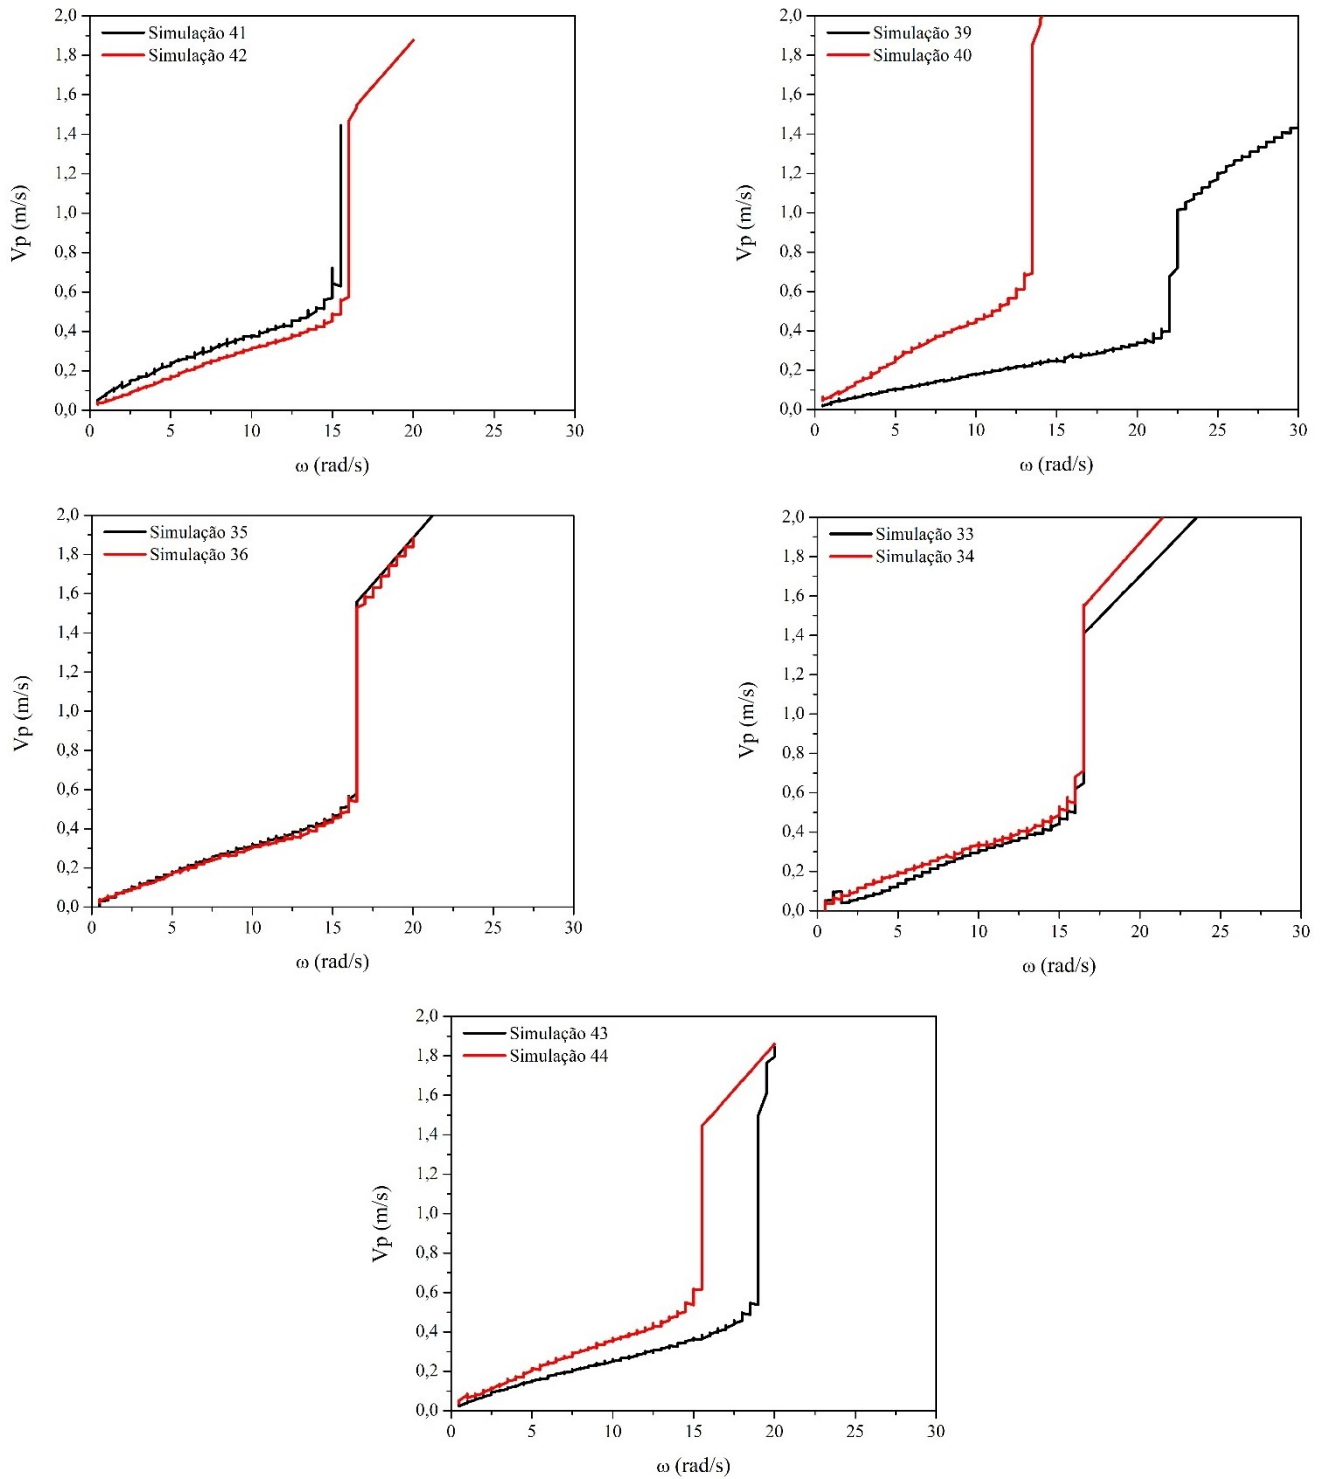 2,0
1,8
1,6
1,4
1,2
1,0
0,8
0,6
0,4
0,2
0,0
Vp (m/s)
Simulação 41
Simulação 42
0 5 10 15 20 25 30
ω (rad/s)
2,0
1,8
1,6
1,4
1,2
1,0
0,8
0,6
0,4
0,2
0,0
Vp (m/s)
Simulação 39
Simulação 40
0 5 10 15 20 25 30
ω (rad/s)
2,0
1,8
1,6
1,4
1,2
1,0
0,8
0,6
0,4
0,2
0,0
Vp (m/s)
Simulação 35
Simulação 36
0 5 10 15 20 25 30
ω (rad/s)
2,0
1,8
1,6
1,4
1,2
1,0
0,8
0,6
0,4
0,2
0,0
Vp (m/s)
Simulação 33
Simulação 34
0 5 10 15 20 25 30
ω (rad/s)
2,0
1,8
1,6
1,4
1,2
1,0
0,8
0,6
0,4
0,2
0,0
Vp (m/s)
Simulação 43
Simulação 44
0 5 10 15 20 25 30
ω (rad/s)